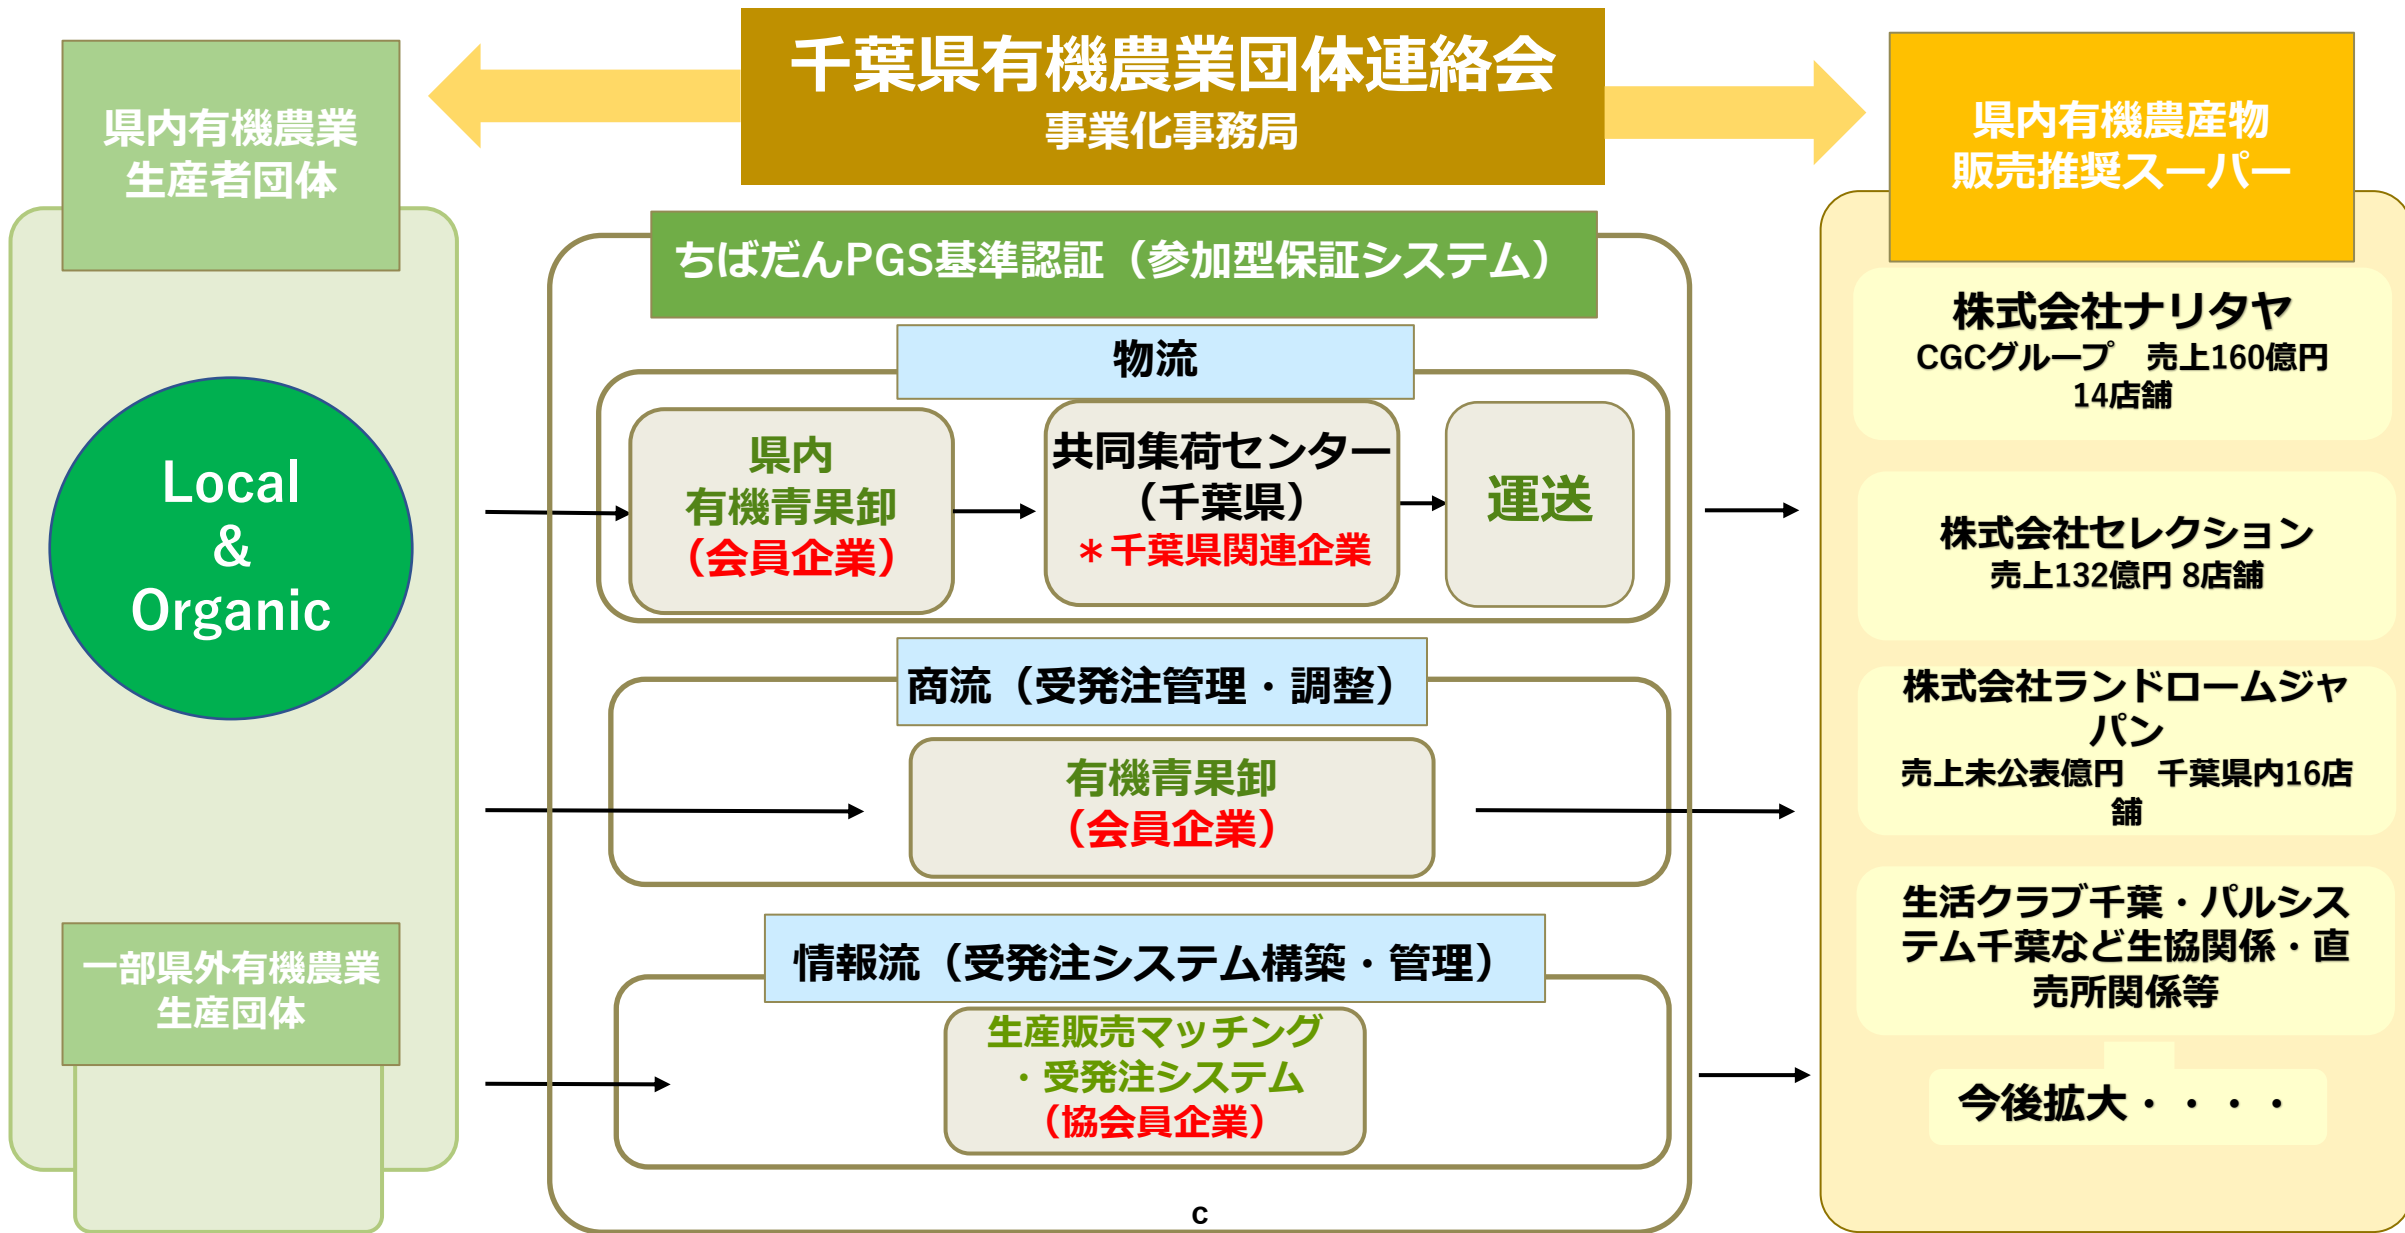 千葉県有機農業団体連絡会
事業化事務局
県内有機農業
生産者団体
Local
&
Organic
一部県外有機農業
生産団体
ちばだんPGS基準認証（参加型保証システム）
物流
県内
有機青果卸
（会員企業）
共同集荷センター
（千葉県）
＊千葉県関連企業
運送
商流（受発注管理・調整）
有機青果卸
（会員企業）
情報流（受発注システム構築・管理）
生産販売マッチング
・受発注システム
（協会員企業）
c
県内有機農産物
販売推奨スーパー
株式会社ナリタヤ
CGCグループ　売上160億円
14店舗
株式会社セレクション
売上132億円 8店舗
株式会社ランドロームジャ
パン
売上未公表億円　千葉県内16店
舗
生活クラブ千葉・パルシス
テム千葉など生協関係・直
売所関係等
今後拡大・・・・